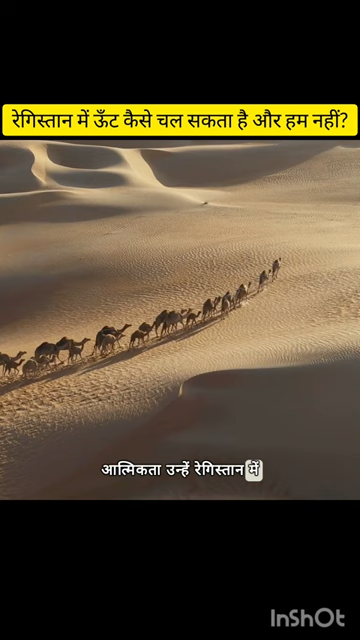 रेगिस्तान में ऊँट कैसे चल सकता है और हम नहीं?
आत्मिकता उन्हें रेगिस्तान में
InShOt